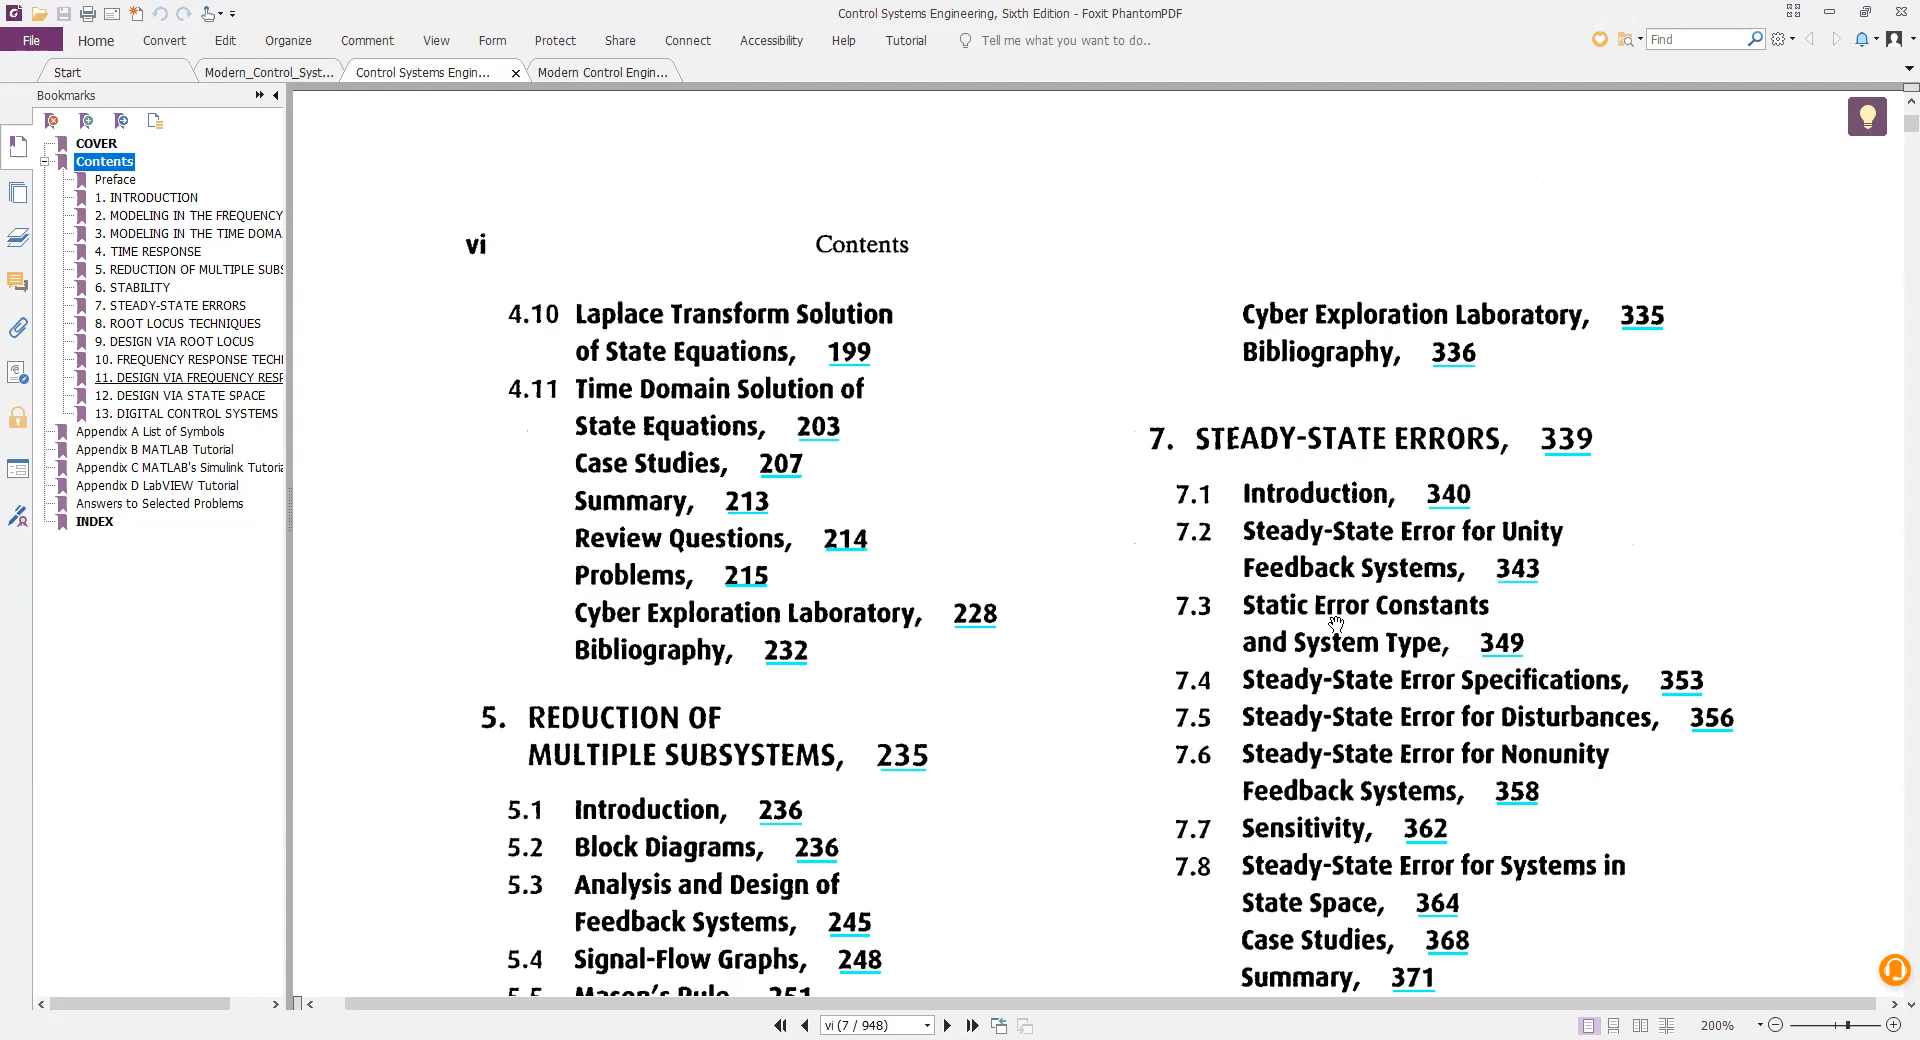 Control Systems Engineering, Sixth Edition - Foxit PhantomPDF
File Home Convert Edit Organize Comment View Form Protect Share Connect Accessibility Help Tutorial Tell me what you want to do.. Find
Start Modern_Control_Syst... Control Systems Engin... Modern Control Engin...
Bookmarks
COVER
Contents
Preface
1. INTRODUCTION
2. MODELING IN THE FREQUENCY
3. MODELING IN THE TIME DOMA
4. TIME RESPONSE
5. REDUCTION OF MULTIPLE SUBS
6. STABILITY
7. STEADY-STATE ERRORS
8. ROOT LOCUS TECHNIQUES
9. DESIGN VIA ROOT LOCUS
10. FREQUENCY RESPONSE TECH
11. DESIGN VIA FREQUENCY RESP
12. DESIGN VIA STATE SPACE
13. DIGITAL CONTROL SYSTEMS
Appendix A List of Symbols
Appendix B MATLAB Tutorial
Appendix C MATLAB's Simulink Tutoria
Appendix D LabVIEW Tutorial
Answers to Selected Problems
INDEX
vi Contents
4.10 Laplace Transform Solution
of State Equations, 199
4.11 Time Domain Solution of
State Equations, 203
Case Studies, 207
Summary, 213
Review Questions, 214
Problems, 215
Cyber Exploration Laboratory, 228
Bibliography, 232
5. REDUCTION OF
MULTIPLE SUBSYSTEMS, 235
5.1 Introduction, 236
5.2 Block Diagrams, 236
5.3 Analysis and Design of
Feedback Systems, 245
5.4 Signal-Flow Graphs, 248
5.5 Mason's Rule, 251
Cyber Exploration Laboratory, 335
Bibliography, 336
7. STEADY-STATE ERRORS, 339
7.1 Introduction, 340
7.2 Steady-State Error for Unity
Feedback Systems, 343
7.3 Static Error Constants
and System Type, 349
7.4 Steady-State Error Specifications, 353
7.5 Steady-State Error for Disturbances, 356
7.6 Steady-State Error for Nonunity
Feedback Systems, 358
7.7 Sensitivity, 362
7.8 Steady-State Error for Systems in
State Space, 364
Case Studies, 368
Summary, 371
vi (7 / 948) 200%